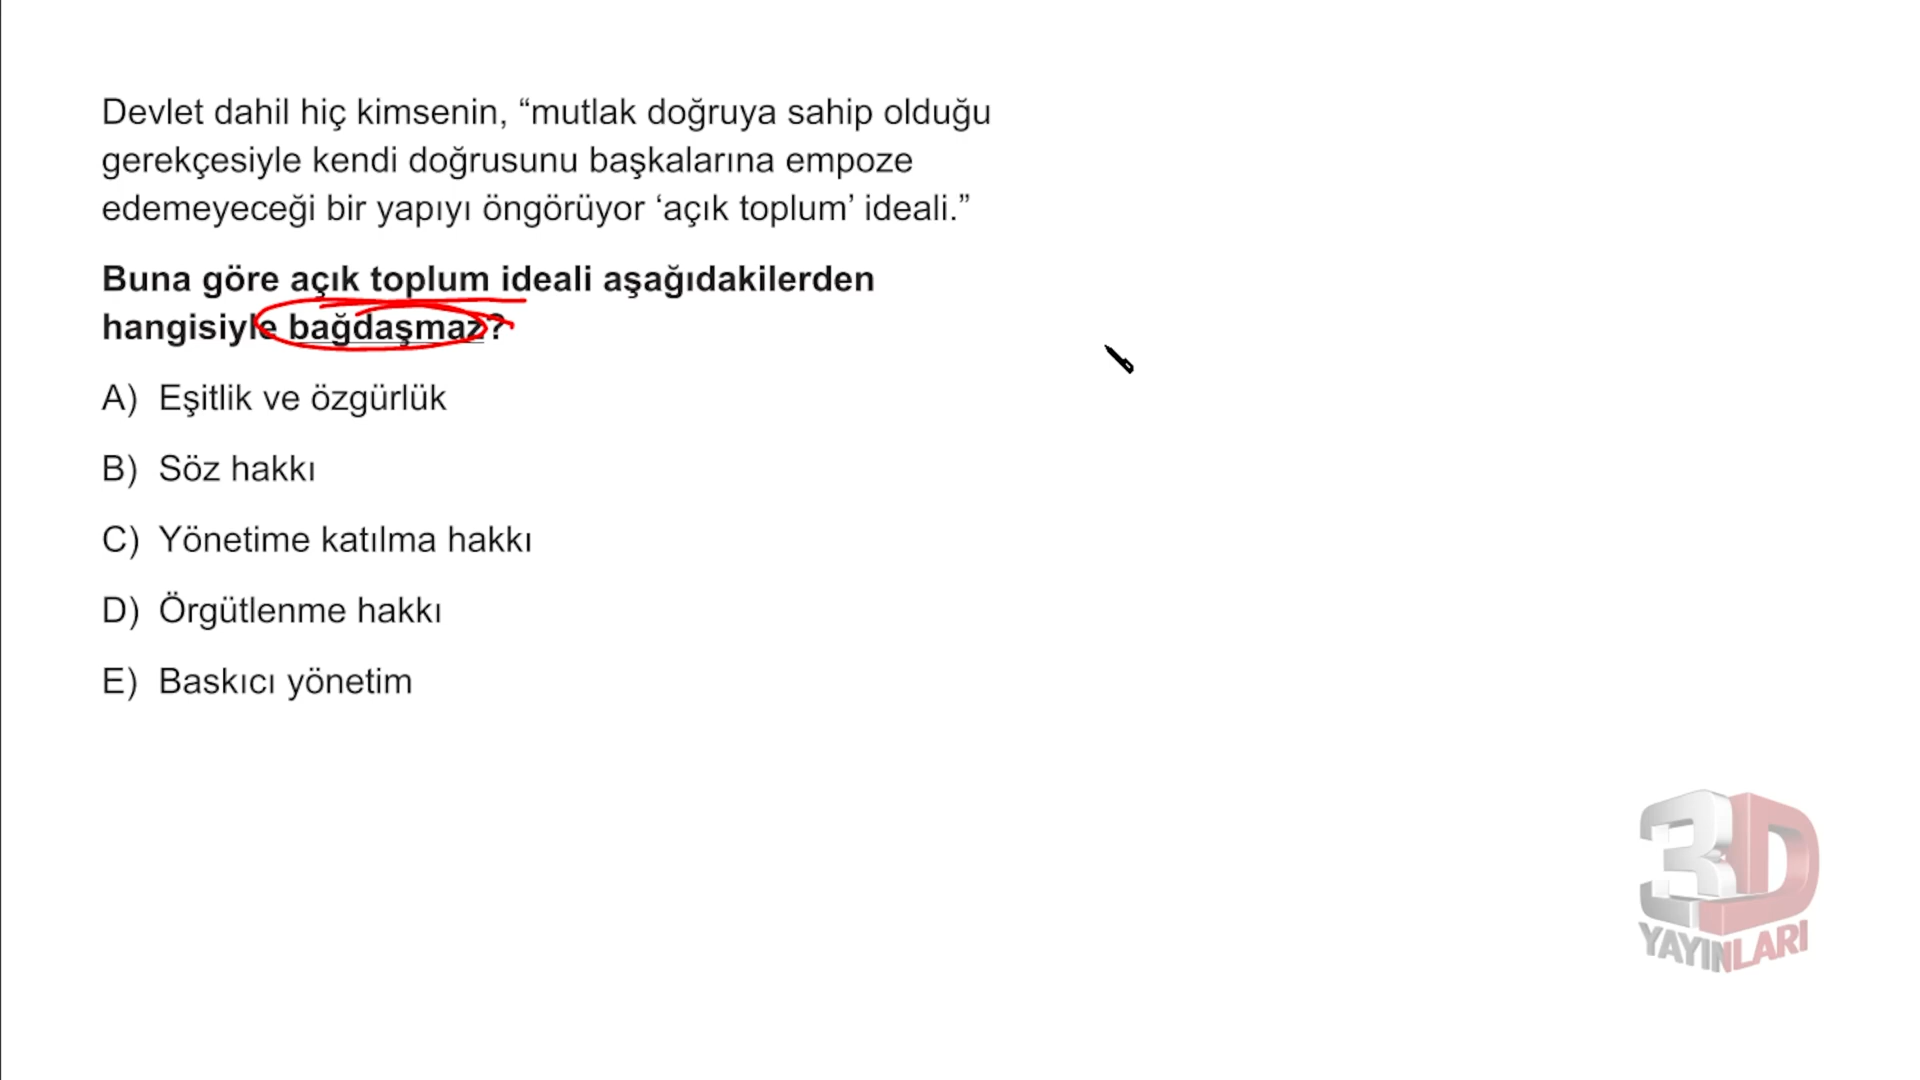 Devlet dahil hiç kimsenin, “mutlak doğruya sahip olduğu
gerekçesiyle kendi doğrusunu başkalarına empoze
edemeyeceği bir yapıyı öngörüyor ‘açık toplum’ ideali.”
Buna göre açık toplum ideali aşağıdakilerden
hangisiyle bağdaşmaz?
A) Eşitlik ve özgürlük
B) Söz hakkı
C) Yönetime katılma hakkı
D) Örgütlenme hakkı
E) Baskıcı yönetim
3D
YAYINLARI